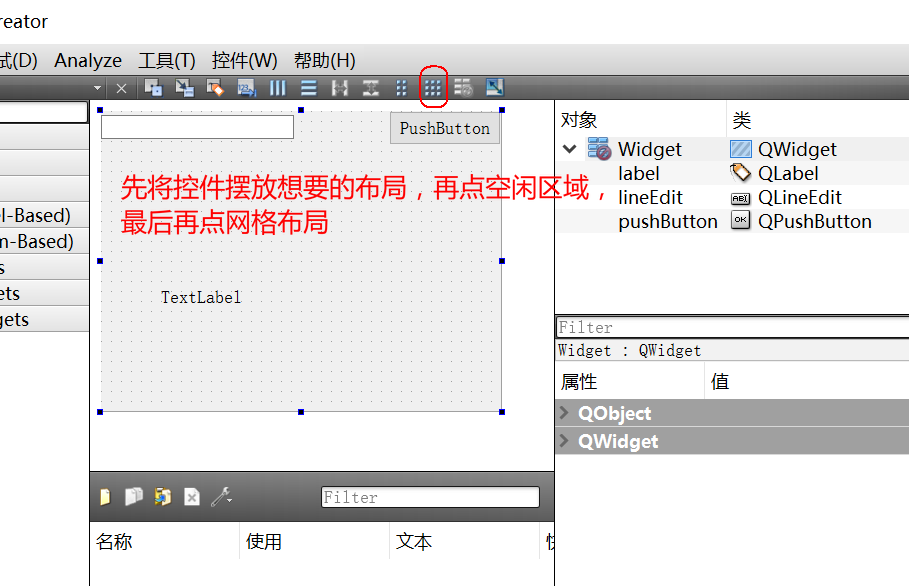 reator
试(D) Analyze 工具(T) 控件(W) 帮助(H)
对象 类
PushButton
Widget QWidget
label QLabel
先将控件摆放想要的布局，再点空闲区域，
lineEdit QLineEdit
最后再点网格布局
pushButton QPushButton
l-Based)
m-Based)
s
ets
gets
TextLabel
Filter
Widget : QWidget
属性 值
QObject
QWidget
Filter
名称 使用 文本